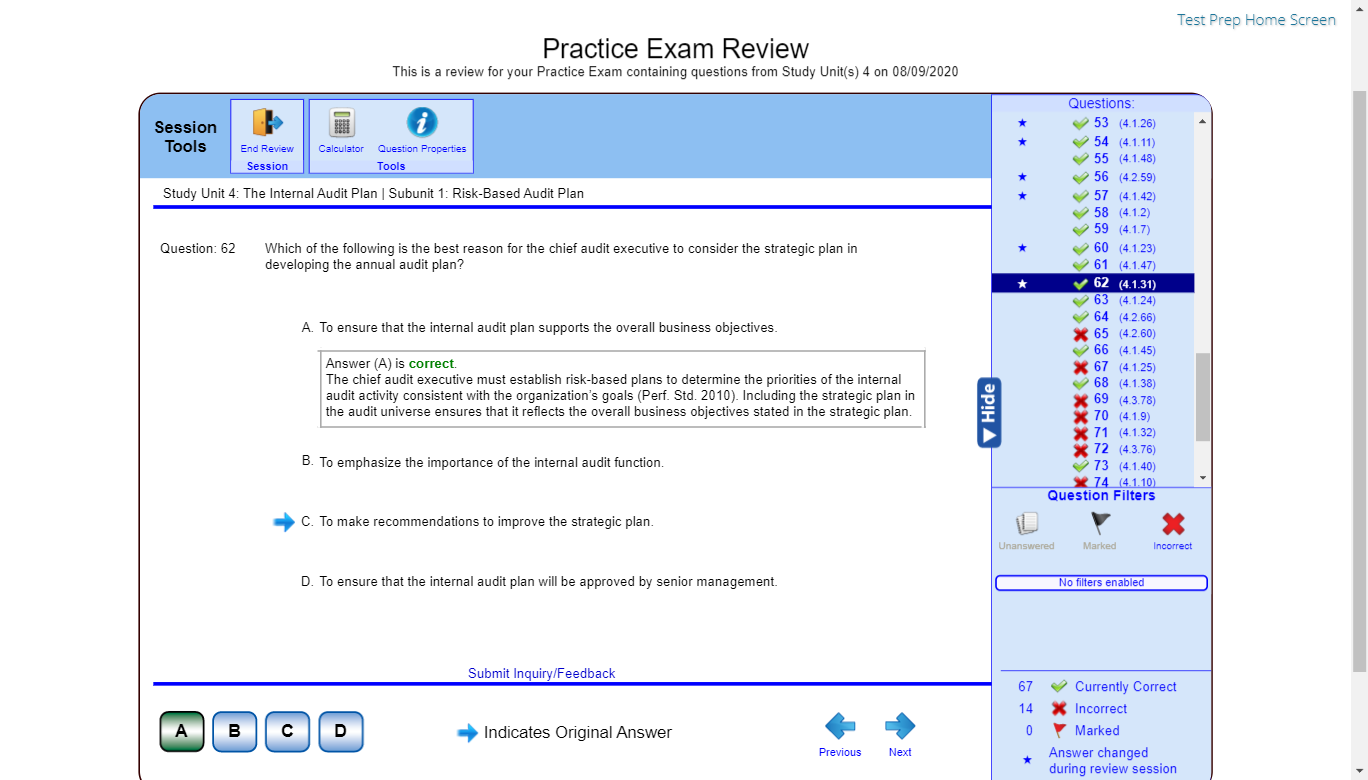 Test Prep Home Screen
Practice Exam Review
This is a review for your Practice Exam containing questions from Study Unit(s) 4 on 08/09/2020
Session Tools
End Review
Session
Calculator
Question Properties
Tools
Study Unit 4: The Internal Audit Plan | Subunit 1: Risk-Based Audit Plan
Question: 62
Which of the following is the best reason for the chief audit executive to consider the strategic plan in
developing the annual audit plan?
A. To ensure that the internal audit plan supports the overall business objectives.
Answer (A) is correct.
The chief audit executive must establish risk-based plans to determine the priorities of the internal
audit activity consistent with the organization's goals (Perf. Std. 2010). Including the strategic plan in
the audit universe ensures that it reflects the overall business objectives stated in the strategic plan.
B. To emphasize the importance of the internal audit function.
C. To make recommendations to improve the strategic plan.
D. To ensure that the internal audit plan will be approved by senior management.
Submit Inquiry/Feedback
A B C D
Indicates Original Answer
Previous
Next
Hide
Questions:
53 (4.1.26)
54 (4.1.11)
55 (4.1.48)
56 (4.2.59)
57 (4.1.42)
58 (4.1.2)
59 (4.1.7)
60 (4.1.23)
61 (4.1.47)
62 (4.1.31)
63 (4.1.24)
64 (4.2.66)
65 (4.2.60)
66 (4.1.45)
67 (4.1.25)
68 (4.1.38)
69 (4.3.78)
70 (4.1.9)
71 (4.1.32)
72 (4.3.76)
73 (4.1.40)
74 (4.1.10)
Question Filters
Unanswered
Marked
Incorrect
No filters enabled
67 Currently Correct
14 Incorrect
0 Marked
Answer changed
during review session